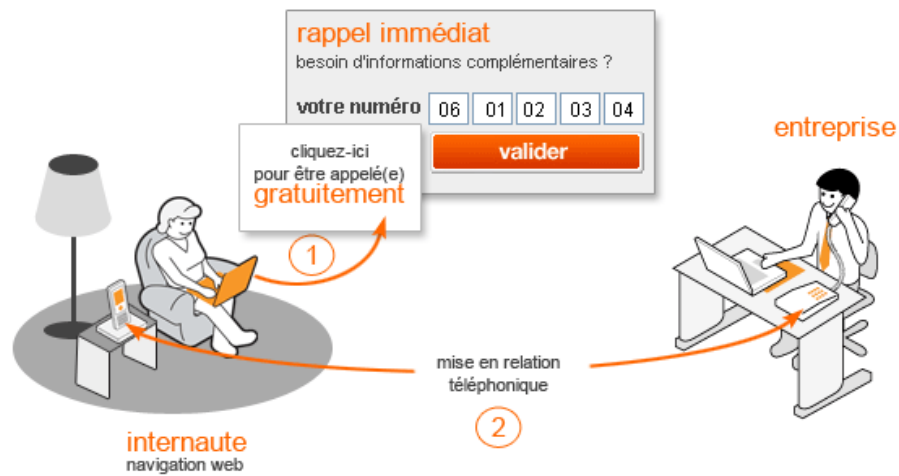 rappel immédiat
besoin d'informations complémentaires ?
votre numéro 06 01 02 03 04
valider
cliquez-ici
pour être appelé(e)
gratuitement
1
entreprise
mise en relation
téléphonique
2
internaute
navigation web